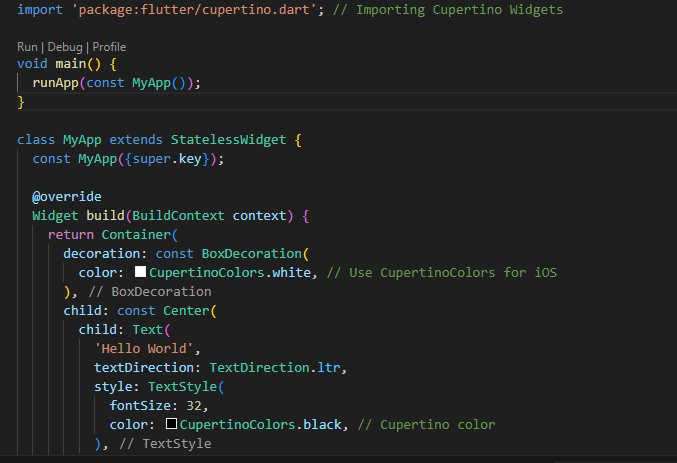 import 'package:flutter/cupertino.dart'; // Importing Cupertino Widgets
Run | Debug | Profile
void main() {
  runApp(const MyApp());
}
class MyApp extends StatelessWidget {
  const MyApp({super.key});
  @override
  Widget build(BuildContext context) {
    return Container(
      decoration: const BoxDecoration(
        color: CupertinoColors.white, // Use CupertinoColors for iOS
      ), // BoxDecoration
      child: const Center(
        child: Text(
          'Hello World',
          textDirection: TextDirection.ltr,
          style: TextStyle(
            fontSize: 32,
            color: CupertinoColors.black, // Cupertino color
          ), // TextStyle